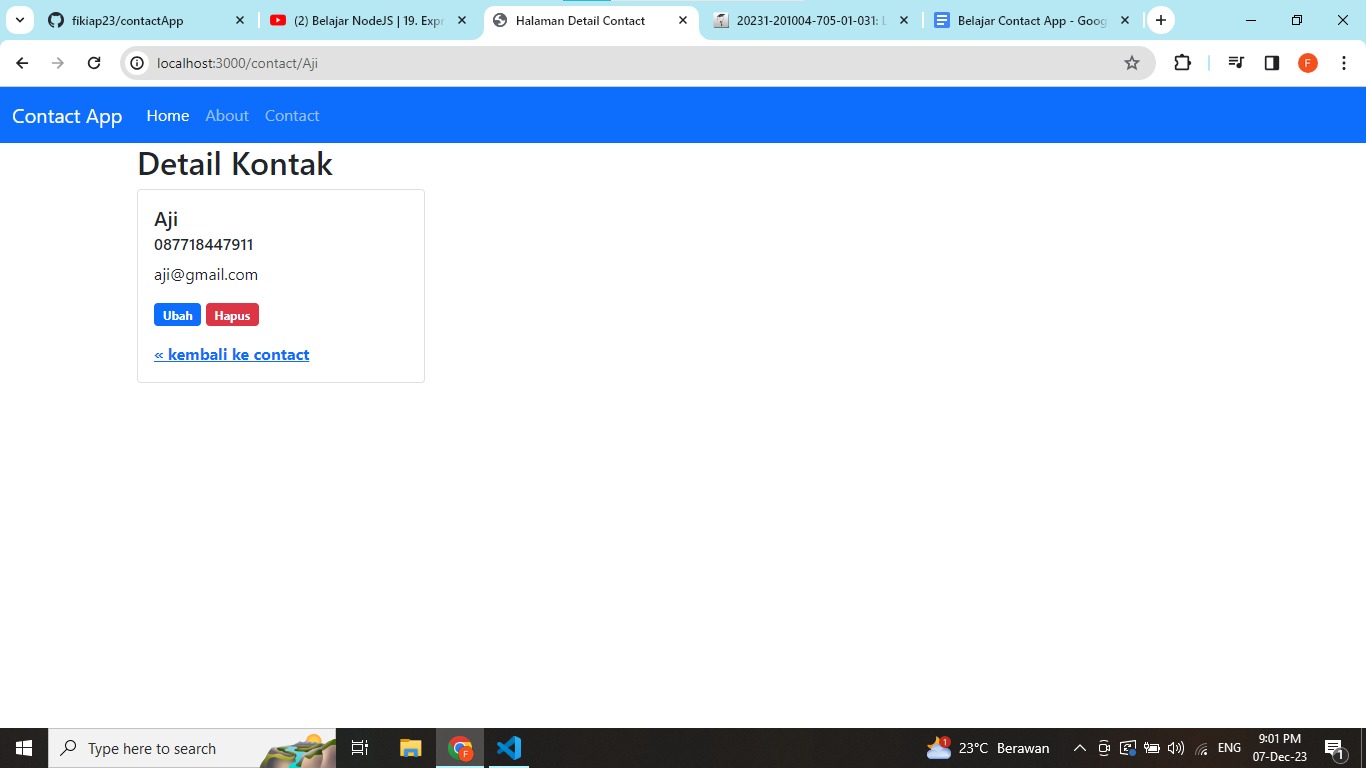 fikiap23/contactApp
(2) Belajar NodeJS | 19. Expr
Halaman Detail Contact
20231-201004-705-01-031: L
Belajar Contact App - Goog
localhost:3000/contact/Aji
F
Contact App
Home
About
Contact
Detail Kontak
Aji
087718447911
aji@gmail.com
Ubah
Hapus
« kembali ke contact
Type here to search
F
1
23°C Berawan
ENG
9:01 PM
07-Dec-23
1